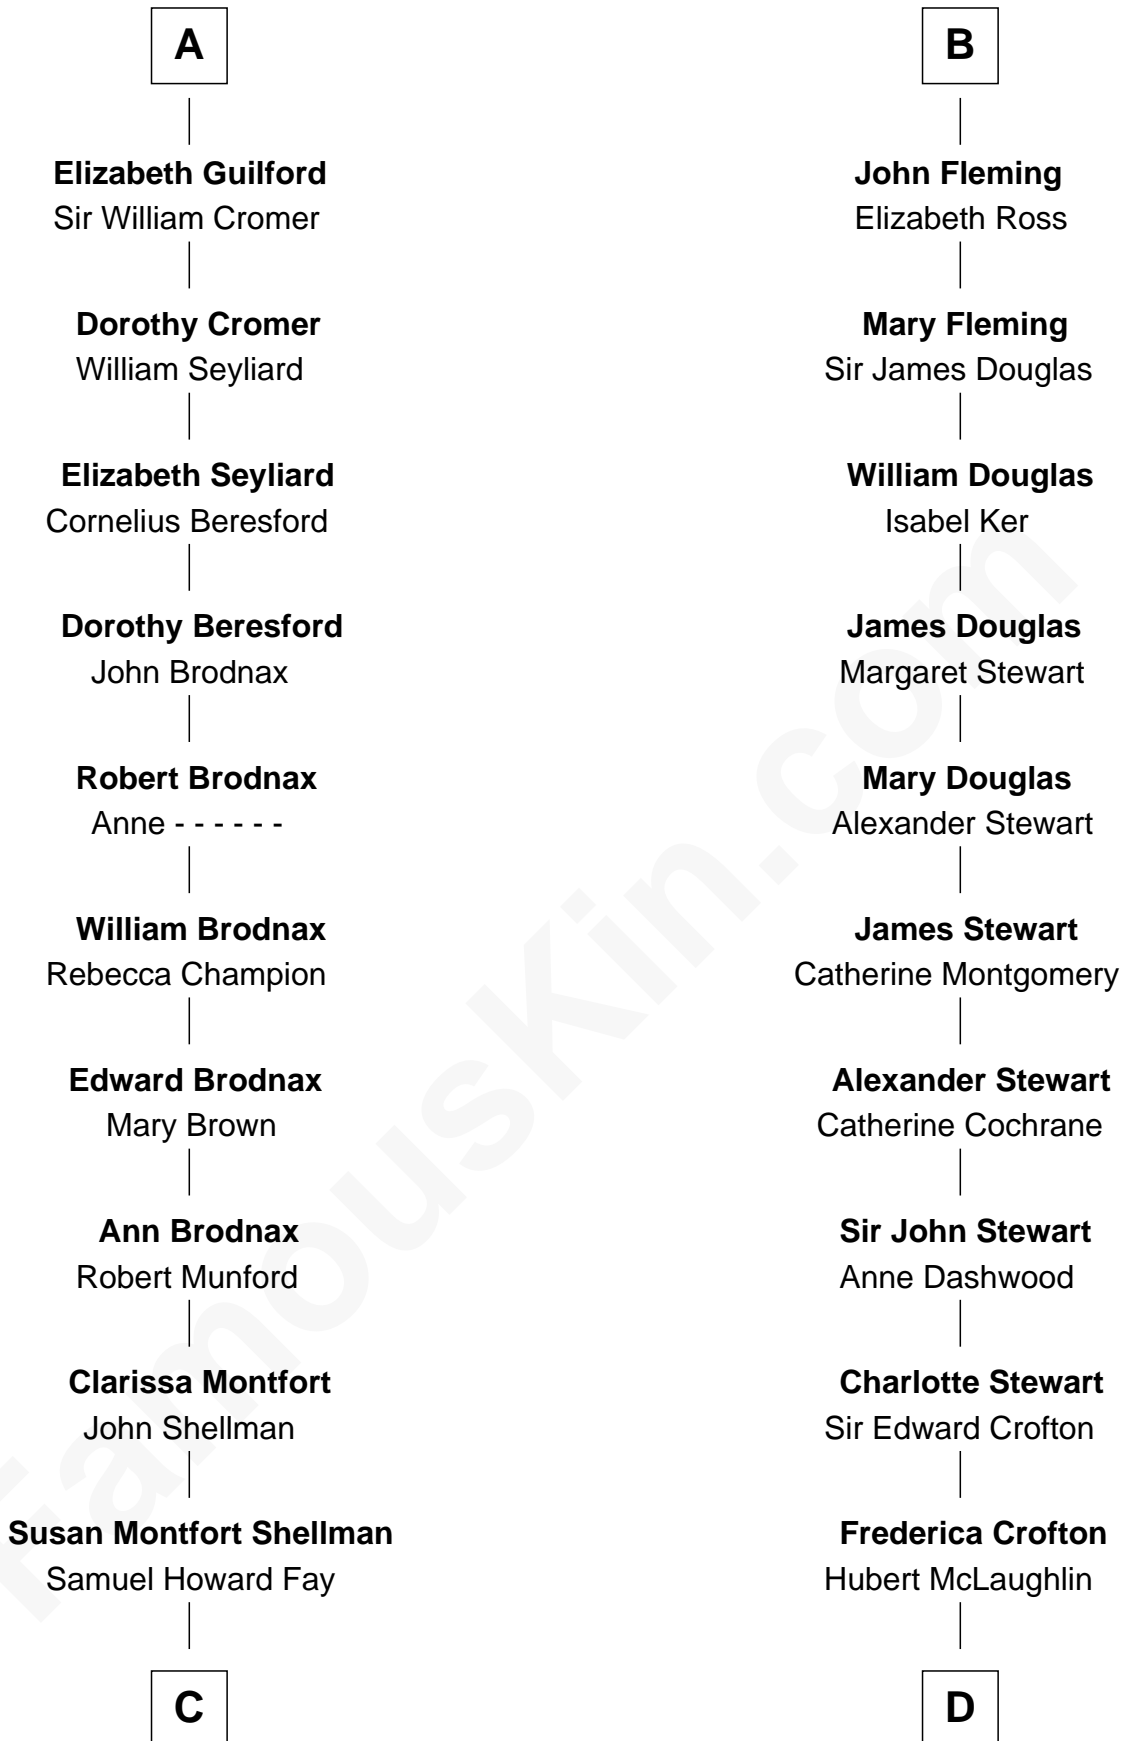 A
Elizabeth Guilford
Sir William Cromer
Dorothy Cromer
William Seyliard
Elizabeth Seyliard
Cornelius Beresford
Dorothy Beresford
John Brodnax
Robert Brodnax
Anne - - - - - -
William Brodnax
Rebecca Champion
Edward Brodnax
Mary Brown
Ann Brodnax
Robert Munford
Clarissa Montfort
John Shellman
Susan Montfort Shellman
Samuel Howard Fay
C
B
John Fleming
Elizabeth Ross
Mary Fleming
Sir James Douglas
William Douglas
Isabel Ker
James Douglas
Margaret Stewart
Mary Douglas
Alexander Stewart
James Stewart
Catherine Montgomery
Alexander Stewart
Catherine Cochrane
Sir John Stewart
Anne Dashwood
Charlotte Stewart
Sir Edward Crofton
Frederica Crofton
Hubert McLaughlin
D
FamousKin.com